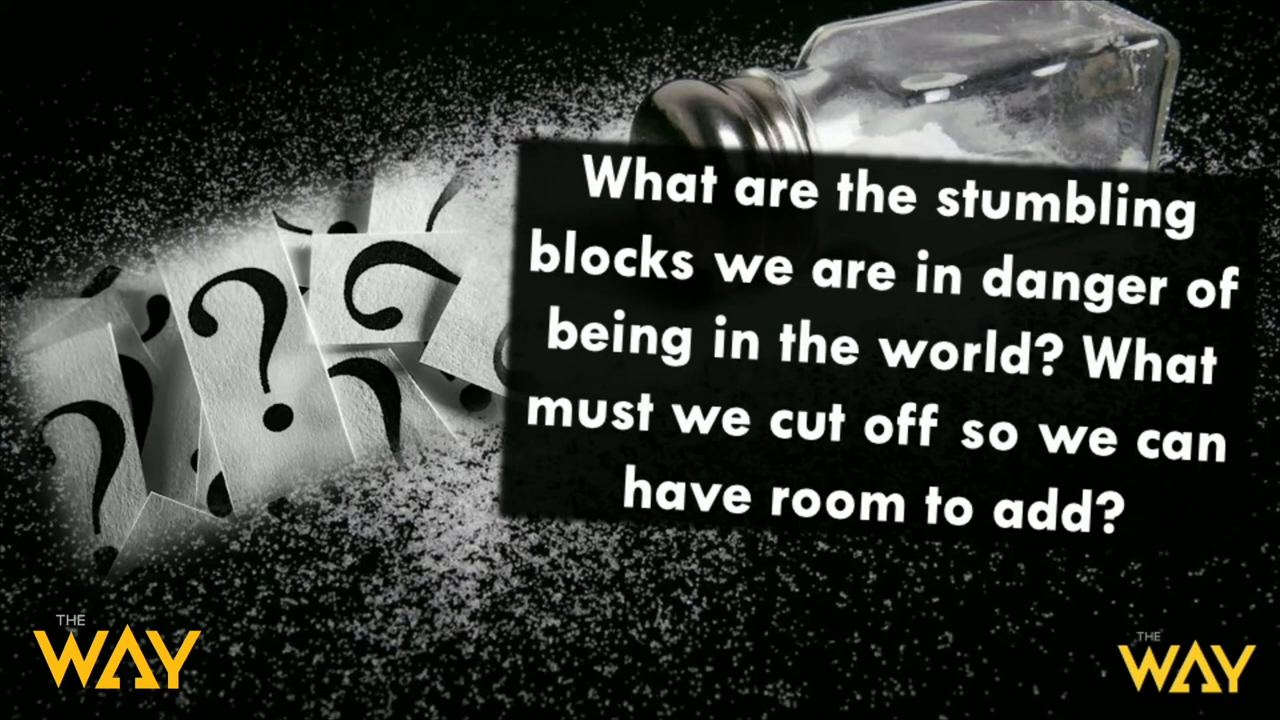 What are the stumbling
blocks we are in danger of
being in the world? What
must we cut off so we can
have room to add?
? ? ? ? ?
THE
WAY
THE
WAY